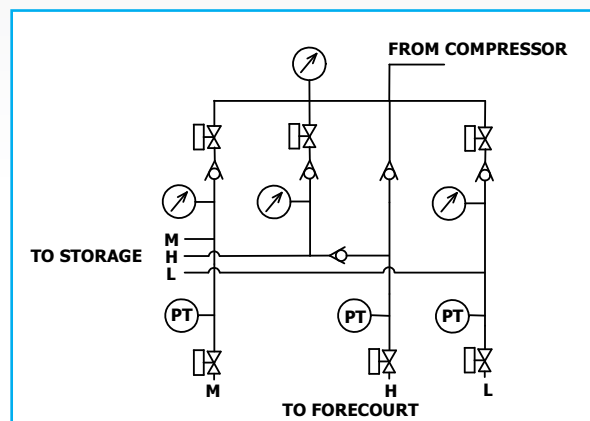 FROM COMPRESSOR
M
TO STORAGE
H
L
PT
PT
PT
M
H
L
TO FORECOURT